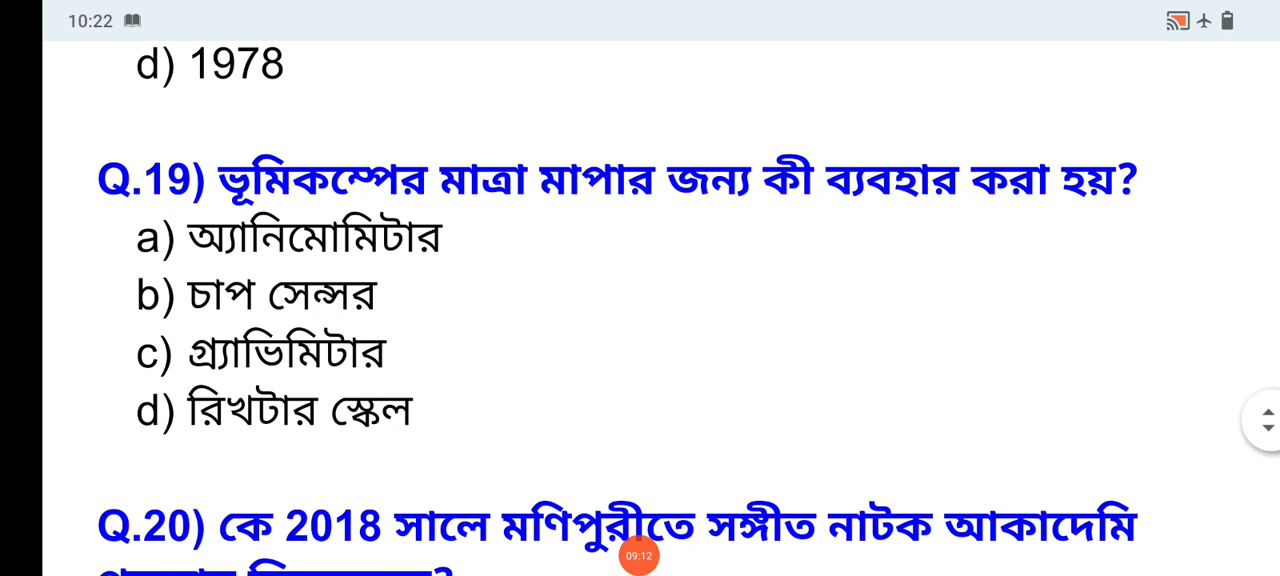 10:22
d) 1978
Q.19) ভূমিকম্পের মাত্রা মাপার জন্য কী ব্যবহার করা হয়?
a) অ্যানিমোমিটার
b) চাপ সেন্সর
c) গ্র্যাভিমিটার
d) রিখটার স্কেল
Q.20) কে 2018 সালে মণিপুরীতে সঙ্গীত নাটক আকাদেমি
09:12